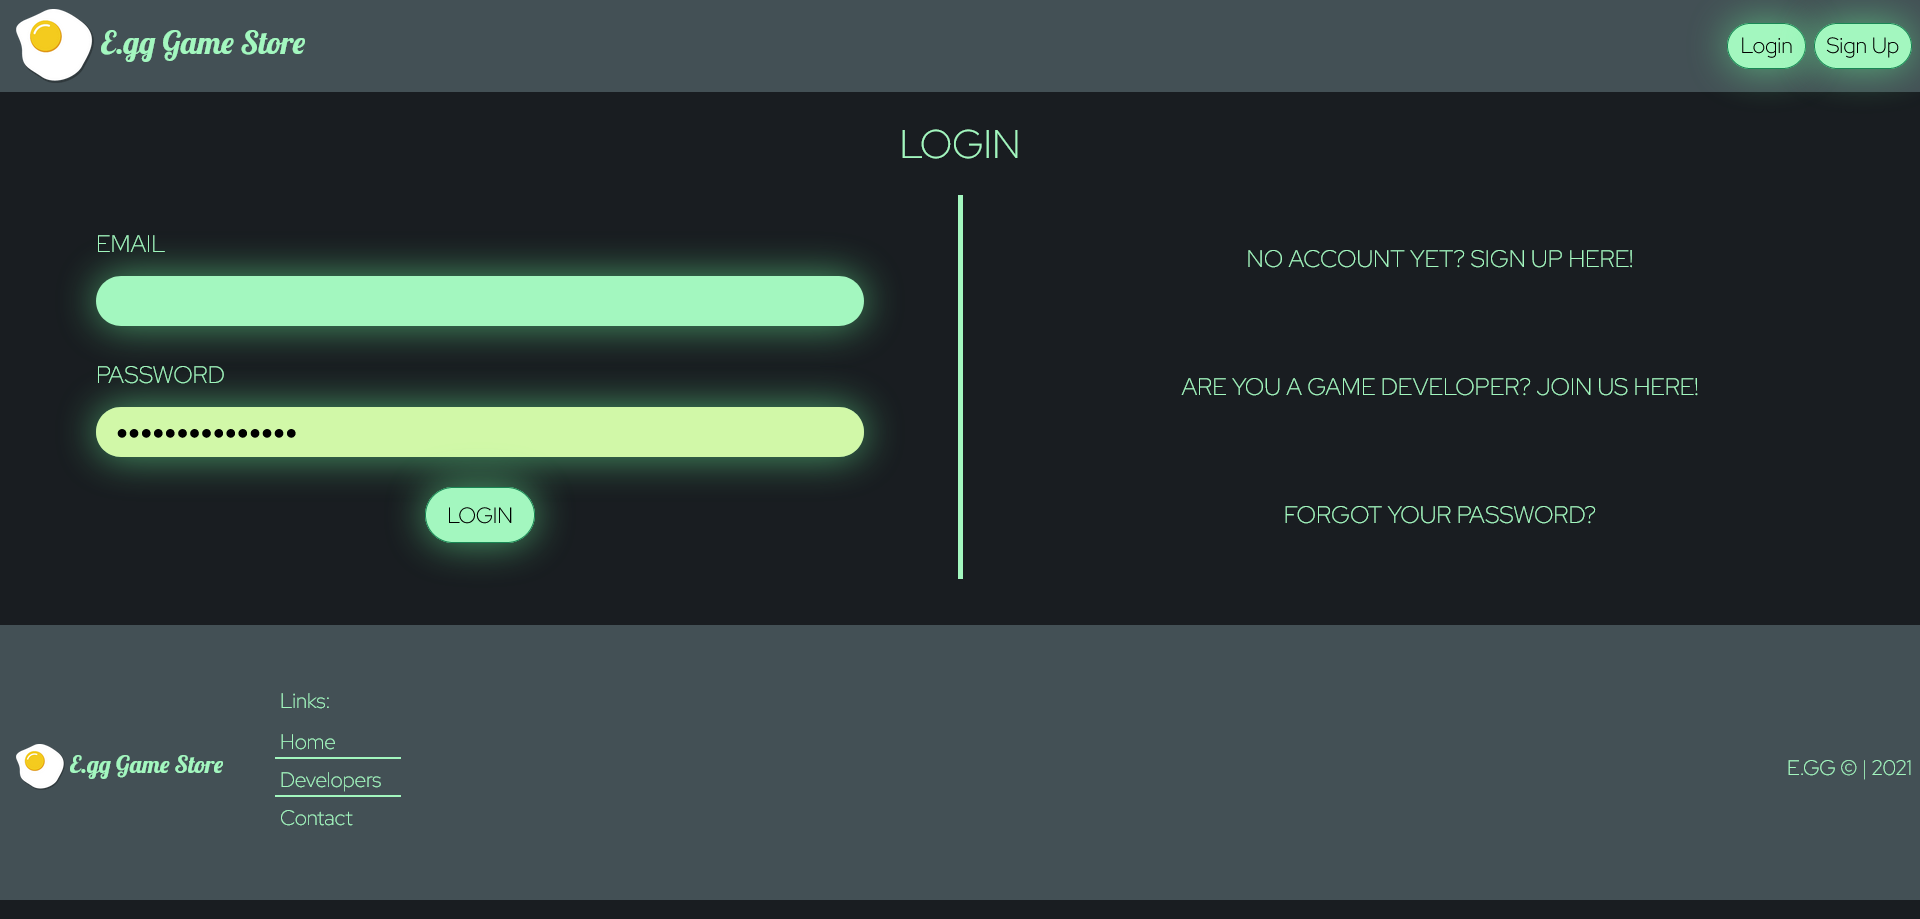 E.gg Game Store
Login
Sign Up
LOGIN
EMAIL
PASSWORD
•••••••••••••••
LOGIN
NO ACCOUNT YET? SIGN UP HERE!
ARE YOU A GAME DEVELOPER? JOIN US HERE!
FORGOT YOUR PASSWORD?
E.gg Game Store
Links:
Home
Developers
Contact
E.GG © | 2021